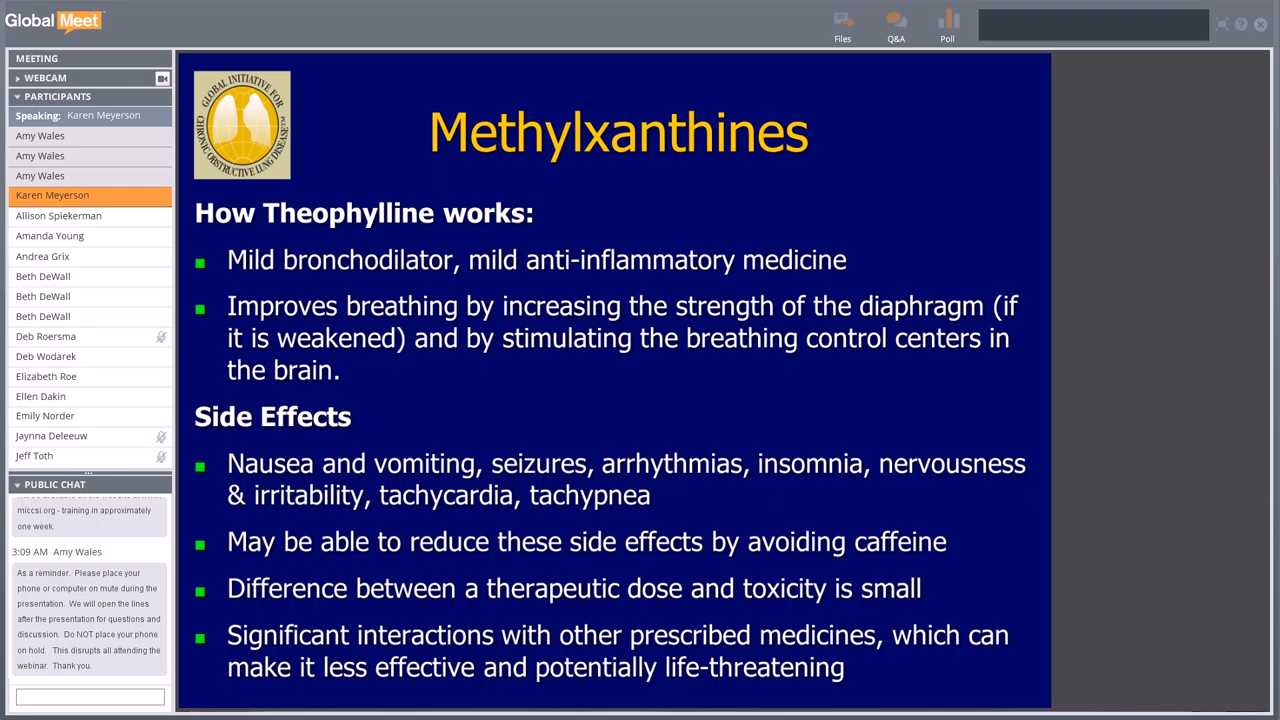 Global Meet
Files
Q&A
Poll
MEETING
WEBCAM
PARTICIPANTS
Speaking: Karen Meyerson
Amy Wales
Amy Wales
Amy Wales
Karen Meyerson
Allison Spiekerman
Amanda Young
Andrea Grix
Beth DeWall
Beth DeWall
Beth DeWall
Deb Roersma
Deb Wodarek
Elizabeth Roe
Ellen Dakin
Emily Norder
Jaynna Deleeuw
Jeff Toth
PUBLIC CHAT
miccsi.org - training in approximately
one week.
3:09 AM Amy Wales
As a reminder. Please place your
phone or computer on mute during the
presentation. We will open the lines
after the presentation for questions and
discussion. Do NOT place your phone
on hold. This disrupts all attending the
webinar. Thank you.
GLOBAL INITIATIVE FOR
CHRONIC OBSTRUCTIVE LUNG DISEASE
Methylxanthines
How Theophylline works:
Mild bronchodilator, mild anti-inflammatory medicine
Improves breathing by increasing the strength of the diaphragm (if
it is weakened) and by stimulating the breathing control centers in
the brain.
Side Effects
Nausea and vomiting, seizures, arrhythmias, insomnia, nervousness
& irritability, tachycardia, tachypnea
May be able to reduce these side effects by avoiding caffeine
Difference between a therapeutic dose and toxicity is small
Significant interactions with other prescribed medicines, which can
make it less effective and potentially life-threatening